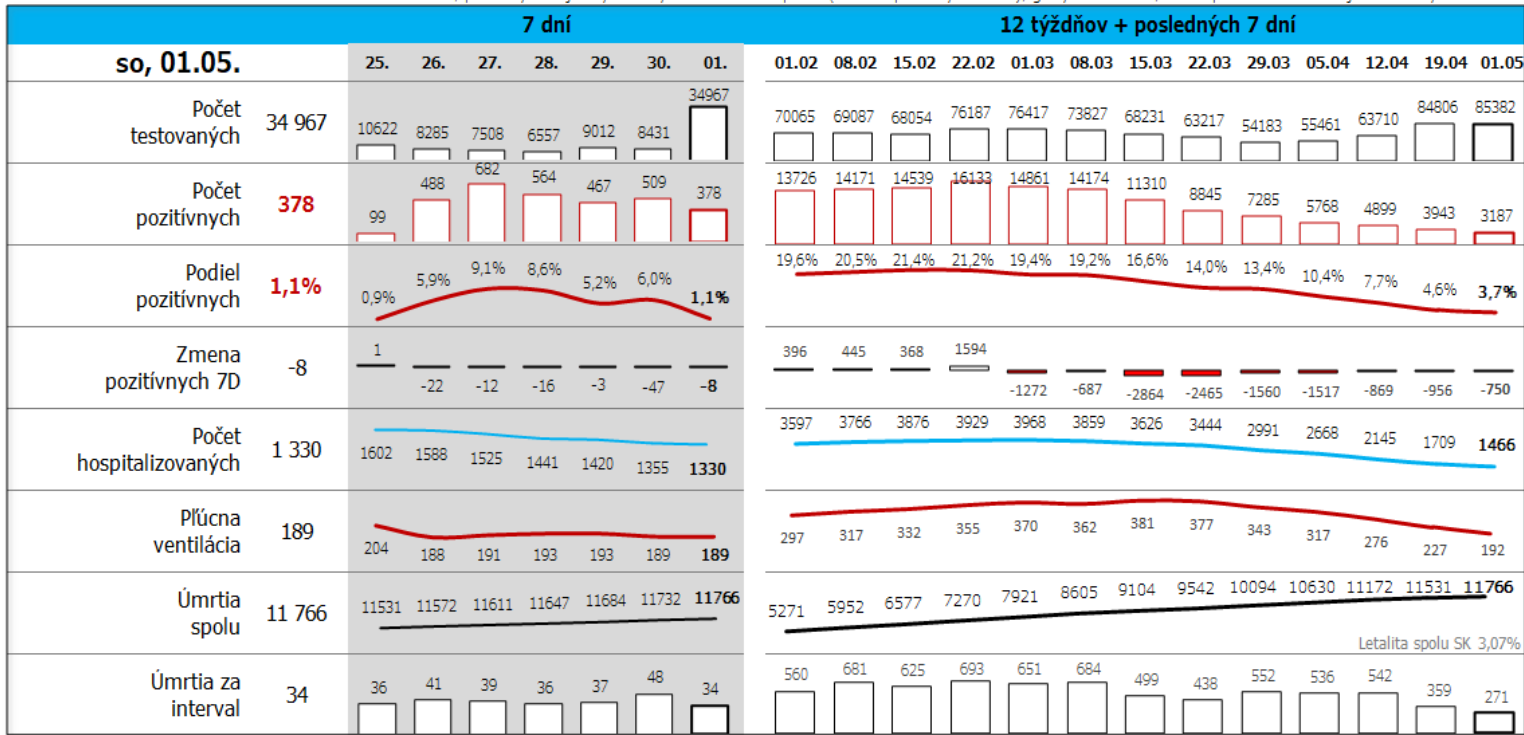 7 dní 12 týždňov + posledných 7 dní
so, 01.05. 25. 26. 27. 28. 29. 30. 01. 01.02 08.02 15.02 22.02 01.03 08.03 15.03 22.03 29.03 05.04 12.04 19.04 01.05
Počet
testovaných
34 967
10622 8285 7508 6557 9012 8431 34967
70065 69087 68054 76187 76417 73827 68231 63217 54183 55461 63710 84806 85382
Počet
pozitívnych
378
99 488 682 564 467 509 378
13726 14171 14539 16133 14861 14174 11310 8845 7285 5768 4899 3943 3187
Podiel
pozitívnych
1,1%
0,9% 5,9% 9,1% 8,6% 5,2% 6,0% 1,1%
19,6% 20,5% 21,4% 21,2% 19,4% 19,2% 16,6% 14,0% 13,4% 10,4% 7,7% 4,6% 3,7%
Zmena
pozitívnych 7D
-8
1 -22 -12 -16 -3 -47 -8
396 445 368 1594 -1272 -687 -2864 -2465 -1560 -1517 -869 -956 -750
Počet
hospitalizovaných
1 330
1602 1588 1525 1441 1420 1355 1330
3597 3766 3876 3929 3968 3859 3626 3444 2991 2668 2145 1709 1466
Pľúcna
ventilácia
189
204 188 191 193 193 189 189
297 317 332 355 370 362 381 377 343 317 276 227 192
Úmrtia
spolu
11 766
11531 11572 11611 11647 11684 11732 11766
5271 5952 6577 7270 7921 8605 9104 9542 10094 10630 11172 11531 11766
Letalita spolu SK 3,07%
Úmrtia za
interval
34
36 41 39 36 37 48 34
560 681 625 693 651 684 499 438 552 536 542 359 271